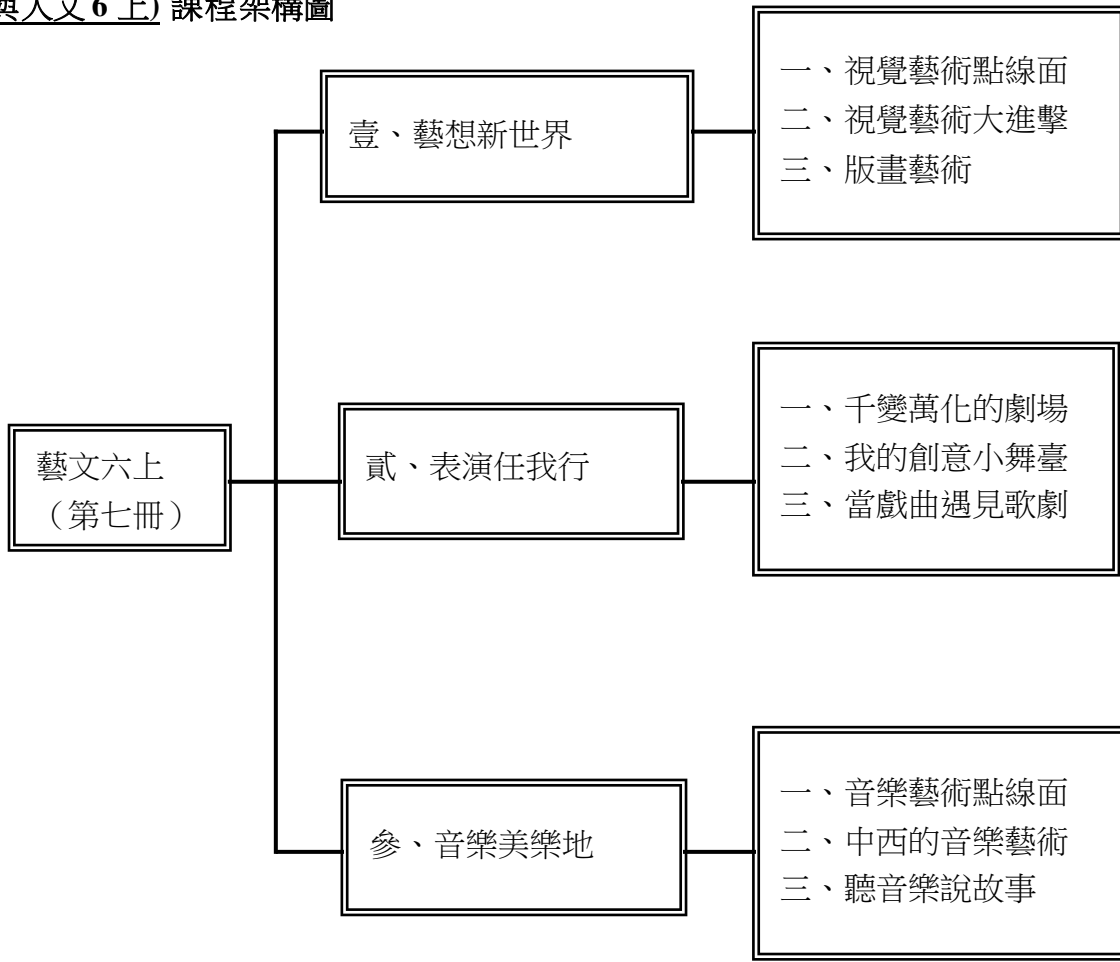 與人文 6 上) 課程架構圖
壹、藝想新世界
一、視覺藝術點線面
二、視覺藝術大進擊
三、版畫藝術
藝文六上
（第七冊）
貳、表演任我行
一、千變萬化的劇場
二、我的創意小舞臺
三、當戲曲遇見歌劇
參、音樂美樂地
一、音樂藝術點線面
二、中西的音樂藝術
三、聽音樂說故事